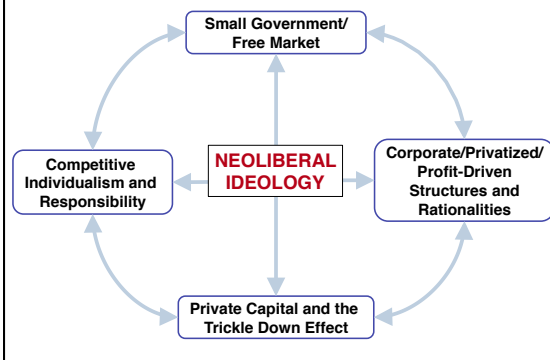 Small Government/
Free Market
Competitive
Individualism and
Responsibility
NEOLIBERAL
IDEOLOGY
Corporate/Privatized/
Profit-Driven
Structures and
Rationalities
Private Capital and the
Trickle Down Effect